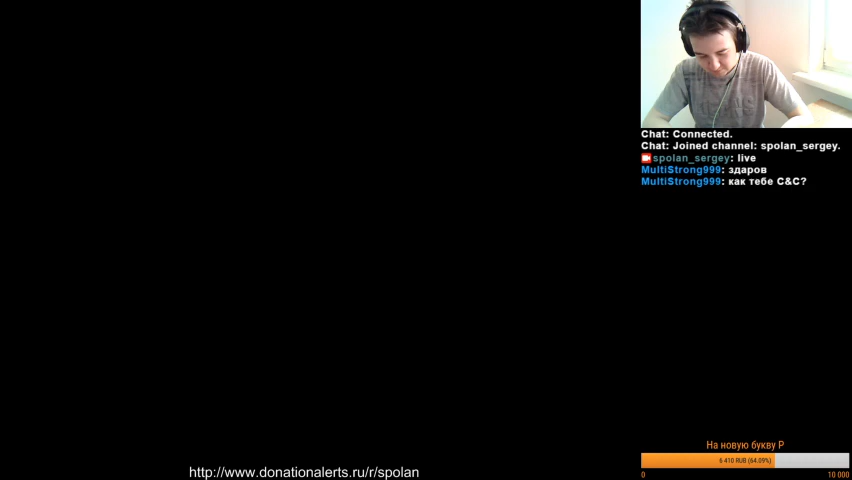 Chat: Connected.
Chat: Joined channel: spolan_sergey.
spolan_sergey: live
MultiStrong999: здаров
MultiStrong999: как тебе C&C?
На новую букву Р
6 410 RUB (64.09%)
0 10 000
http://www.donationalerts.ru/r/spolan